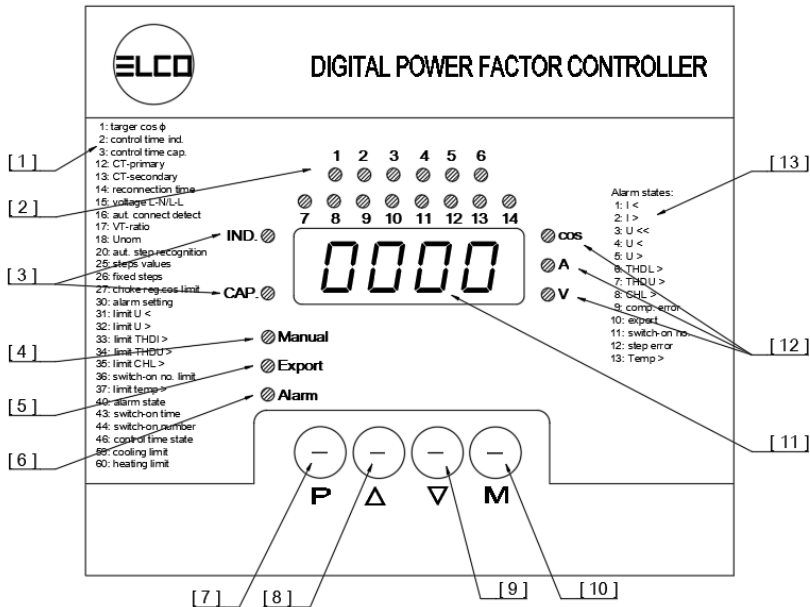 ELCO
DIGITAL POWER FACTOR CONTROLLER
1: targer cos ϕ
2: control time ind.
3: control time cap.
12: CT-primary
13: CT-secondary
14: reconnection time
15: voltage L-N/L-L
16: aut. connect detect
17: VT-ratio
18: Unom
20: aut. step recognition
25: steps values
26: fixed steps
27: choke reg.cos limit
30: alarm setting
31: limit U <
32: limit U >
33: limit THDI >
34: limit THDU >
35: limit CHL >
36: switch-on no. limit
37: limit temp >
40: alarm state
43: switch-on time
44: switch-on number
46: control time state
59: cooling limit
60: heating limit
[ 1 ]
[ 2 ]
[ 3 ]
[ 4 ]
[ 5 ]
[ 6 ]
1 2 3 4 5 6
7 8 9 10 11 12 13 14
IND.
CAP.
0000
cos
A
V
Manual
Export
Alarm
P △ ▽ M
Alarm states:
1: I <
2: I >
3: U <<
4: U <
5: U >
6: THDL >
7: THDU >
8: CHL >
9: comp. error
10: export
11: switch-on no.
12: step error
13: Temp >
[ 13 ]
[ 12 ]
[ 11 ]
[ 7 ] [ 8 ] [ 9 ] [ 10 ]